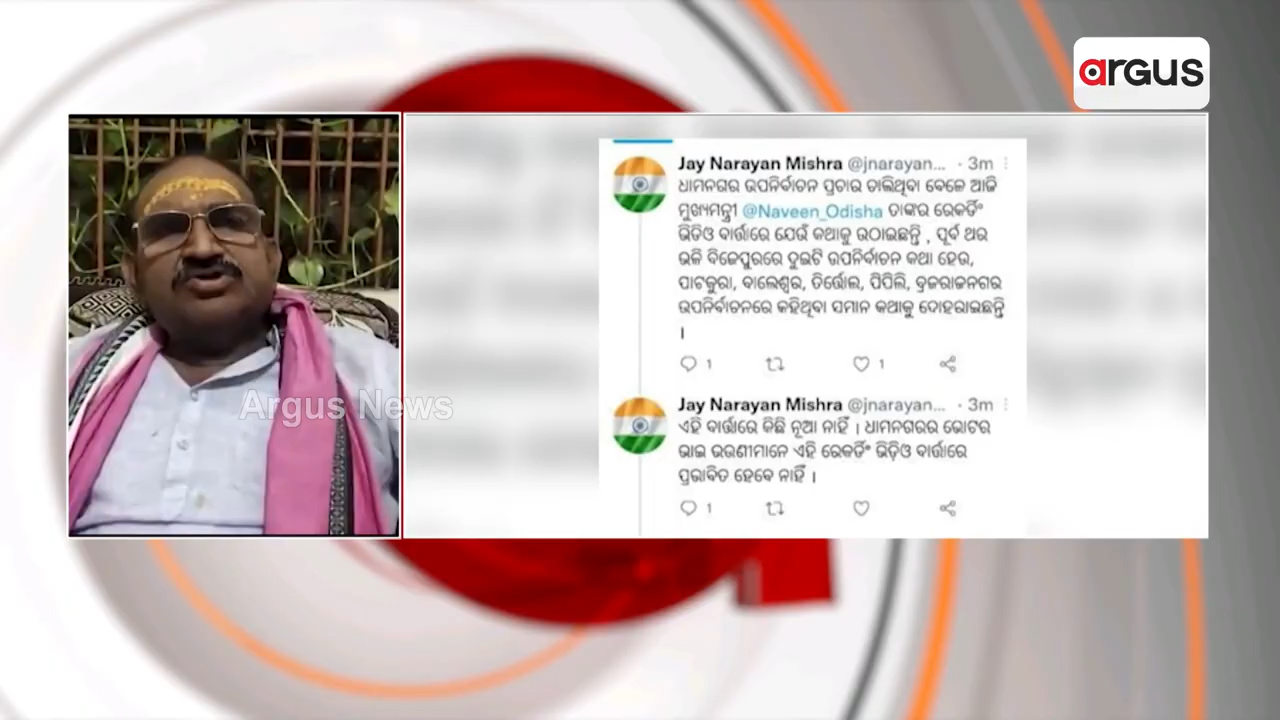 argus
Jay Narayan Mishra @jnarayan... · 3m
ଧାମନଗର ଉପନିର୍ବାଚନ ପ୍ରଚାର ଚାଲିଥିବା ବେଳେ ଆଜି
ମୁଖ୍ୟମନ୍ତ୍ରୀ @Naveen_Odisha ତାଙ୍କର ରେକର୍ଡିଂ
ଭିଡିଓ ବାର୍ତ୍ତାରେ ଯେଉଁ କଥାକୁ ଉଠାଇଛନ୍ତି , ପୂର୍ବ ଥର
ଭଳି ବିଜେପୁରରେ ଦୁଇଟି ଉପନିର୍ବାଚନ କଥା ହେଉ,
ପାଟକୁରା, ବାଲେଶ୍ୱର, ତିର୍ତ୍ତୋଲ, ପିପିଲି, ବ୍ରଜରାଜନଗର
ଉପନିର୍ବାଚନରେ କହିଥିବା ସମାନ କଥାକୁ ଦୋହରାଇଛନ୍ତି
।
1 1
Jay Narayan Mishra @jnarayan... · 3m
ଏହି ବାର୍ତ୍ତାରେ କିଛି ନୂଆ ନାହିଁ । ଧାମନଗରର ଭୋଟର
ଭାଇ ଭଉଣୀମାନେ ଏହି ରେକର୍ଡିଂ ଭିଡ଼ିଓ ବାର୍ତ୍ତାରେ
ପ୍ରଭାବିତ ହେବେ ନାହିଁ ।
1
Argus News